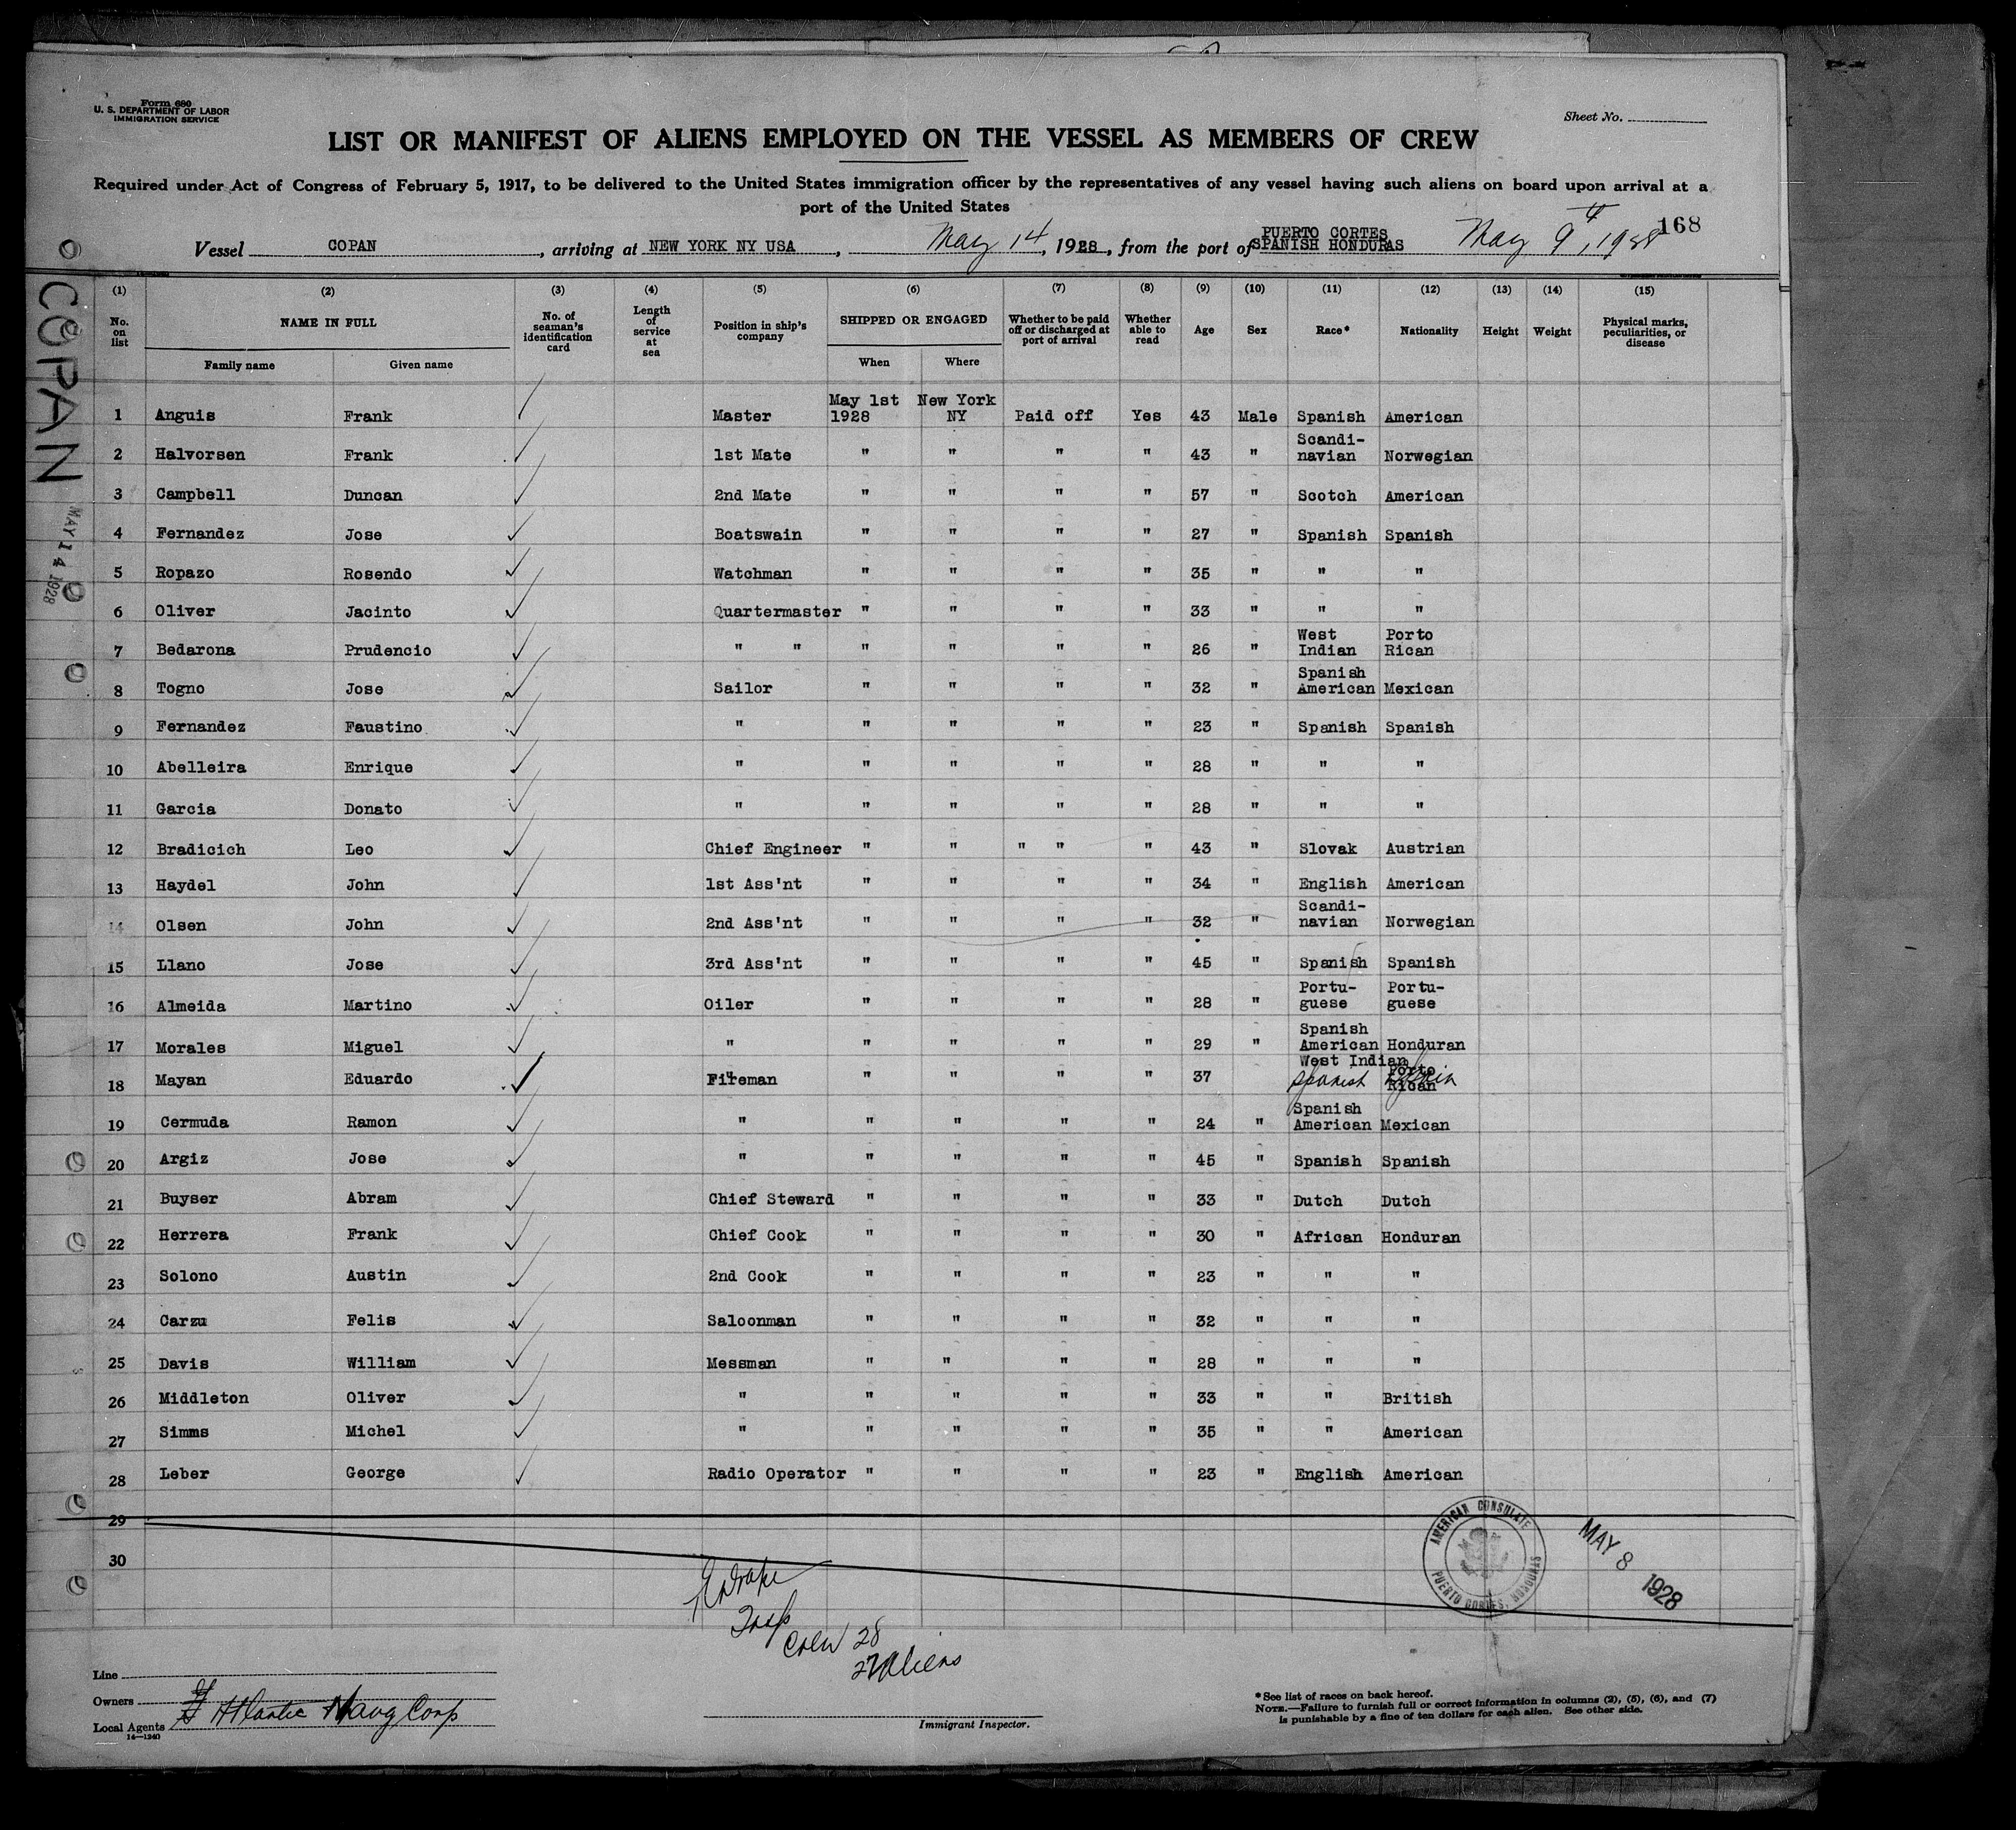 Form 680
U. S. DEPARTMENT OF LABOR
IMMIGRATION SERVICE
Sheet No.
LIST OR MANIFEST OF ALIENS EMPLOYED ON THE VESSEL AS MEMBERS OF CREW
Required under Act of Congress of February 5, 1917, to be delivered to the United States immigration officer by the representatives of any vessel having such aliens on board upon arrival at a
port of the United States
168
Vessel COPAN, arriving at NEW YORK NY USA, May 14, 1928, from the port of PUERTO CORTES SPANISH HONDURAS May 9, 1928
COPAN
MAY 14 1928
(1) (2) (3) (4) (5) (6) (7) (8) (9) (10) (11) (12) (13) (14) (15)
No. on list NAME IN FULL Family name Given name No. of seaman's identification card Length of service at sea Position in ship's company SHIPPED OR ENGAGED When Where Whether to be paid off or discharged at port of arrival Whether able to read Age Sex Race* Nationality Height Weight Physical marks, peculiarities, or disease
1 Anguis Frank Master May 1st 1928 New York NY Paid off Yes 43 Male Spanish American
2 Halvorsen Frank 1st Mate " " " " 43 " Scandi-navian Norwegian
3 Campbell Duncan 2nd Mate " " " " 57 " Scotch American
4 Fernandez Jose Boatswain " " " " 27 " Spanish Spanish
5 Ropazo Rosendo Watchman " " " " 35 " " "
6 Oliver Jacinto Quartermaster " " " " 33 " " "
7 Bedarona Prudencio " " " " " " 26 " West Indian Porto Rican
8 Togno Jose Sailor " " " " 32 " Spanish American Mexican
9 Fernandez Faustino " " " " " 23 " Spanish Spanish
10 Abelleira Enrique " " " " " 28 " " "
11 Garcia Donato " " " " " 28 " " "
12 Bradicich Leo Chief Engineer " " " " " 43 " Slovak Austrian
13 Haydel John 1st Ass'nt " " " " 34 " English American
14 Olsen John 2nd Ass'nt " " " " 32 " Scandi-navian Norwegian
15 Llano Jose 3rd Ass'nt " " " " 45 " Spanish Spanish
16 Almeida Martino Oiler " " " " 28 " Portu-guese Portu-guese
17 Morales Miguel " " " " " 29 " Spanish American Honduran
18 Mayan Eduardo Fireman " " " " 37 West Indian Spanish Porto Rican
19 Cermuda Ramon " " " " " 24 " Spanish American Mexican
20 Argiz Jose " " " " " 45 " Spanish Spanish
21 Buyser Abram Chief Steward " " " " 33 " Dutch Dutch
22 Herrera Frank Chief Cook " " " " 30 " African Honduran
23 Solono Austin 2nd Cook " " " " 23 " " "
24 Carzu Felis Saloonman " " " " 32 " " "
25 Davis William Messman " " " " 28 " " "
26 Middleton Oliver " " " " " 33 " " British
27 Simms Michel " " " " " 35 " " American
28 Leber George Radio Operator " " " " 23 " English American
29
30
AMERICAN CONSULATE
PUERTO CORTES, HONDURAS
MAY 8 1928
Insp
Crew 28
27 Aliens
Line
Owners
Atlantic Navg Corp
Local Agents
14—1240
Immigrant Inspector.
* See list of races on back hereof.
NOTE.—Failure to furnish full or correct information in columns (2), (5), (6), and (7)
is punishable by a fine of ten dollars for each alien. See other side.